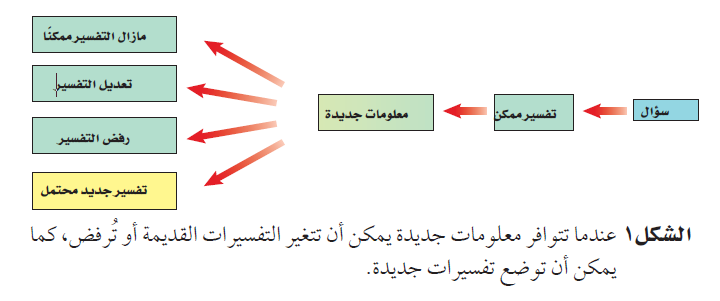 سؤال
تفسير ممكن
معلومات جديدة
مازال التفسير ممكنًا
تعديل التفسير
رفض التفسير
تفسير جديد محتمل
الشكل١ عندما تتوافر معلومات جديدة يمكن أن تتغير التفسيرات القديمة أو تُرفض، كما
يمكن أن توضع تفسيرات جديدة.